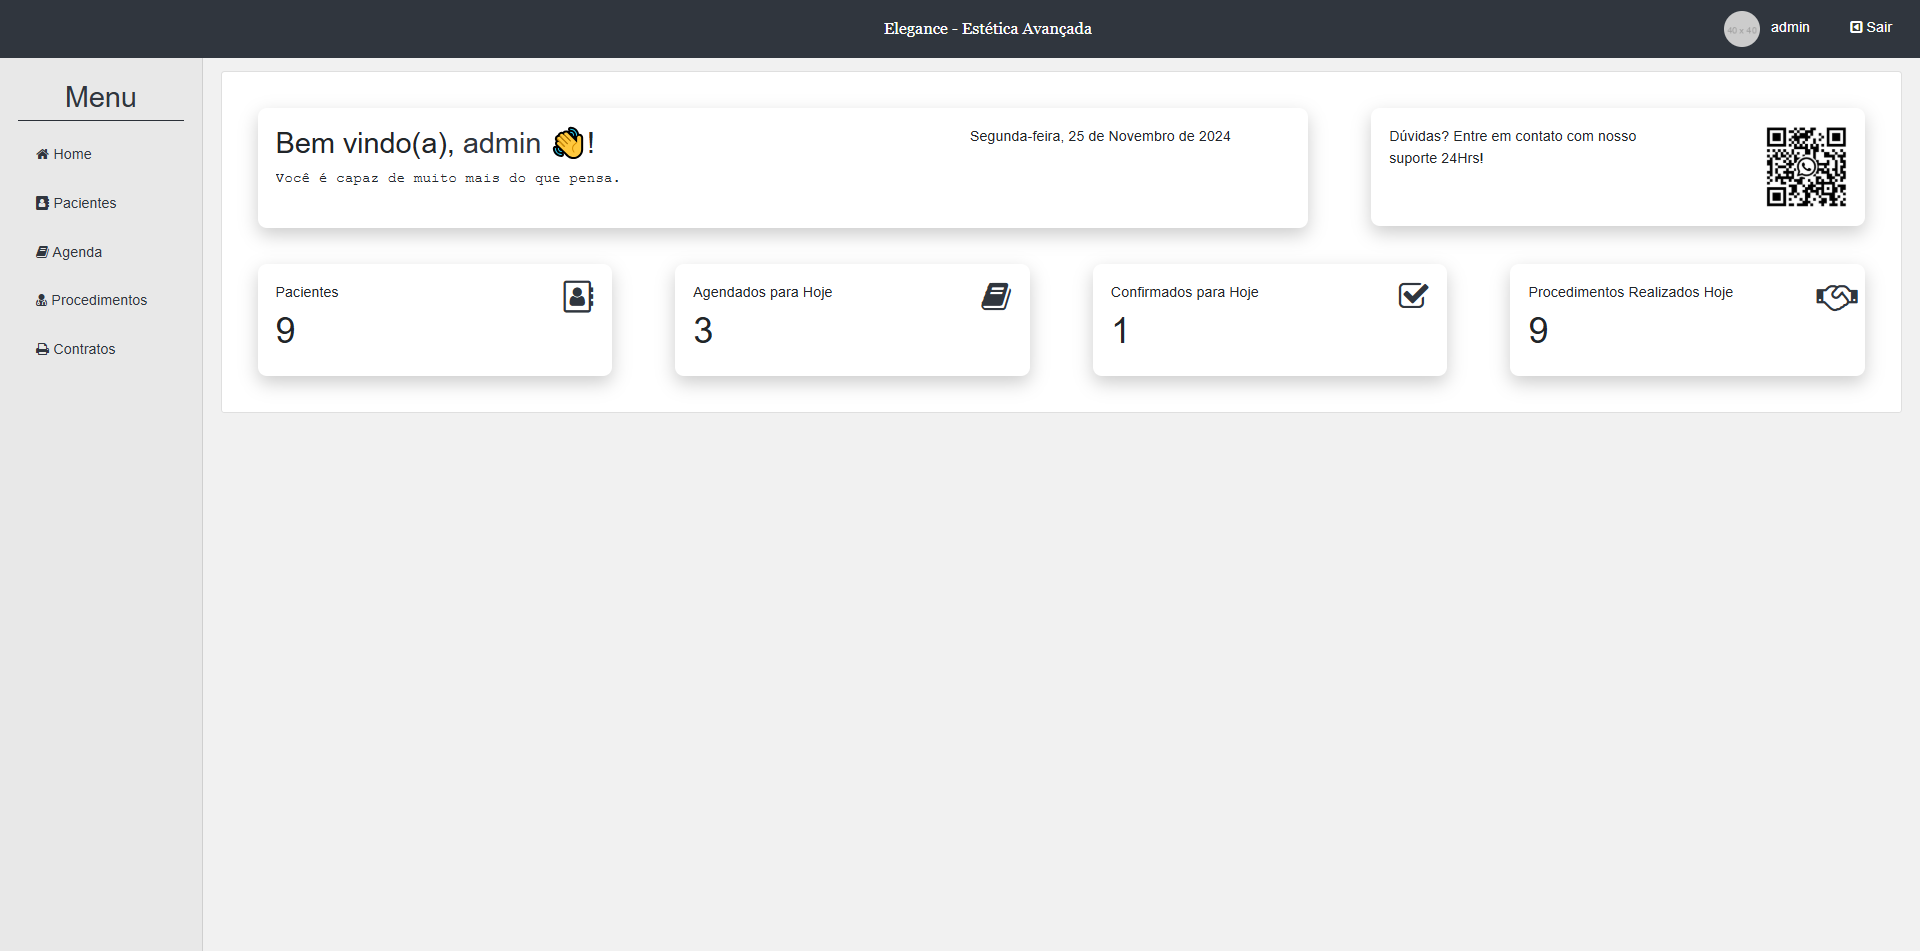 Elegance - Estética Avançada
40 x 40
admin
Sair
Menu
Home
Pacientes
Agenda
Procedimentos
Contratos
Bem vindo(a), admin 👏!
Você é capaz de muito mais do que pensa.
Segunda-feira, 25 de Novembro de 2024
Dúvidas? Entre em contato com nosso
suporte 24Hrs!
Pacientes
9
Agendados para Hoje
3
Confirmados para Hoje
1
Procedimentos Realizados Hoje
9